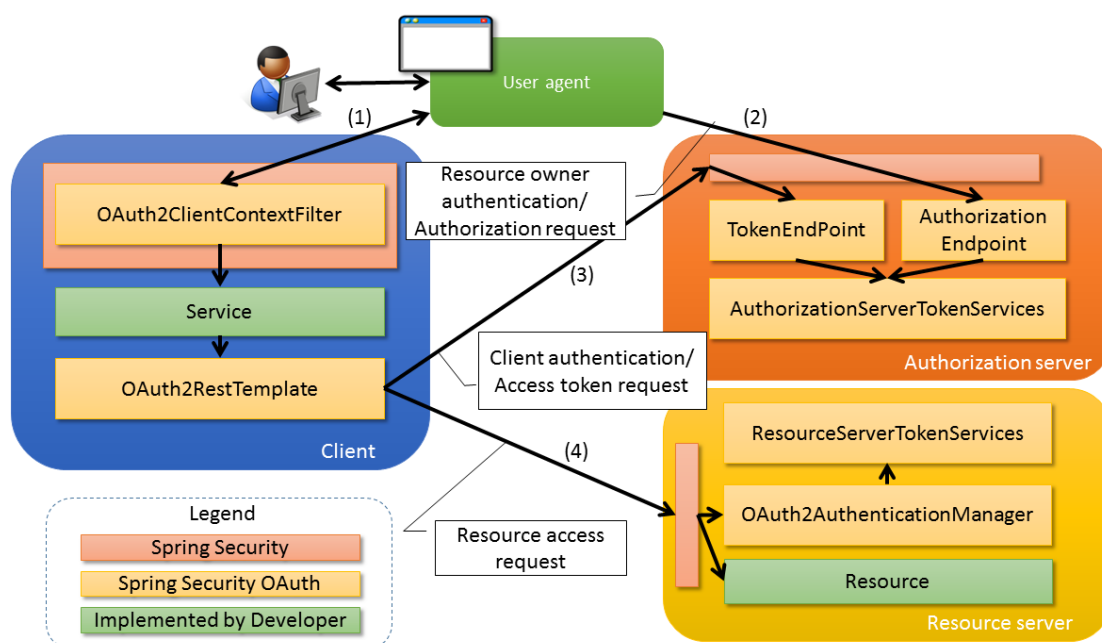 User agent
(1)
(2)
OAuth2ClientContextFilter
Service
OAuth2RestTemplate
Client
Resource owner
authentication/
Authorization request
(3)
Client authentication/
Access token request
TokenEndPoint
Authorization
Endpoint
AuthorizationServerTokenServices
Authorization server
(4)
Resource access
request
ResourceServerTokenServices
OAuth2AuthenticationManager
Resource
Resource server
Legend
Spring Security
Spring Security OAuth
Implemented by Developer